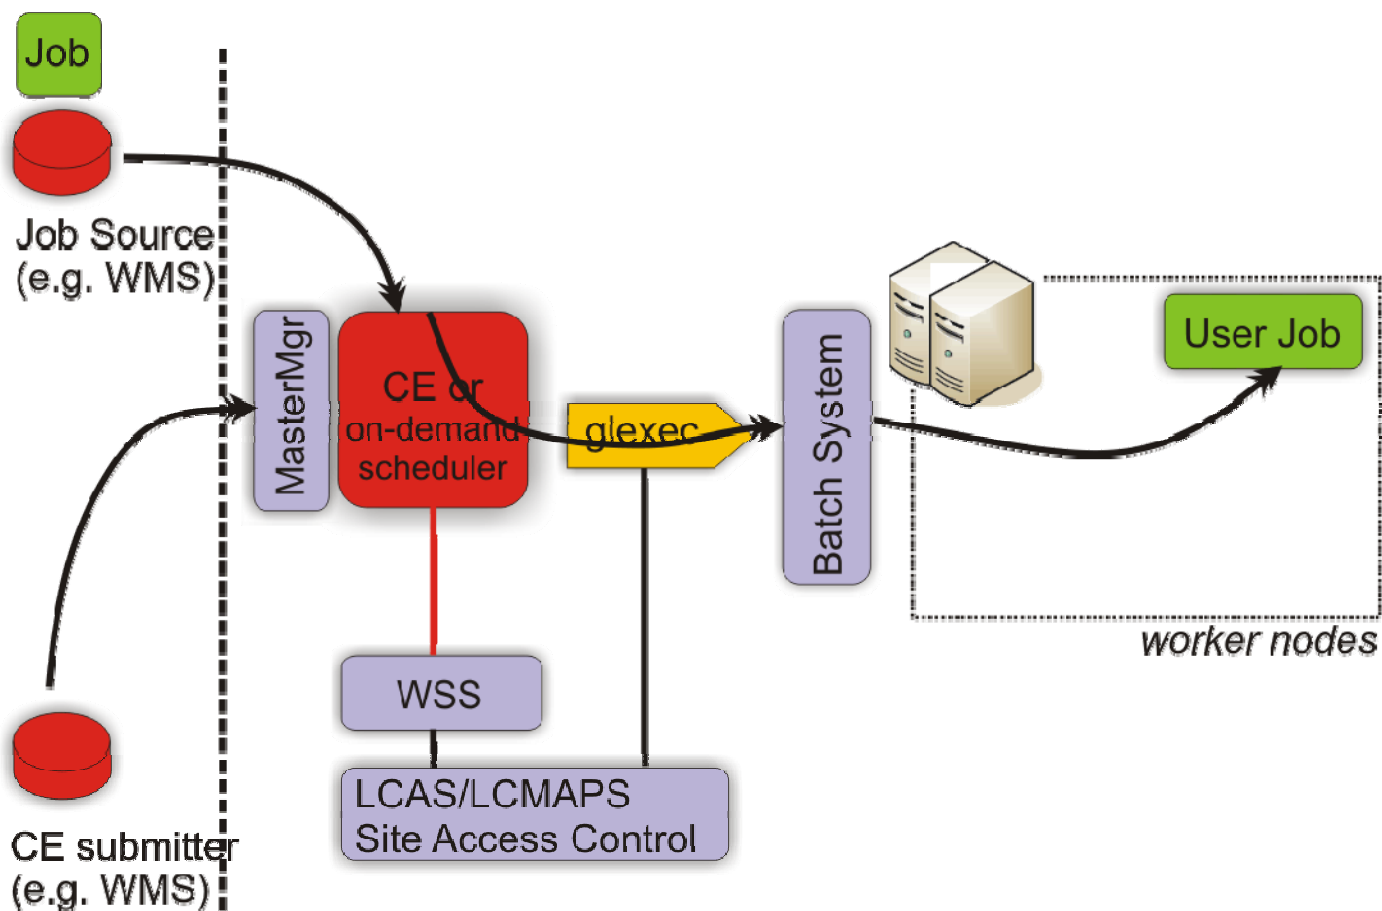 Job
Job Source
(e.g. WMS)
MasterMgr
CE or
on-demand
scheduler
glexec
Batch System
User Job
worker nodes
WSS
LCAS/LCMAPS
Site Access Control
CE submitter
(e.g. WMS)